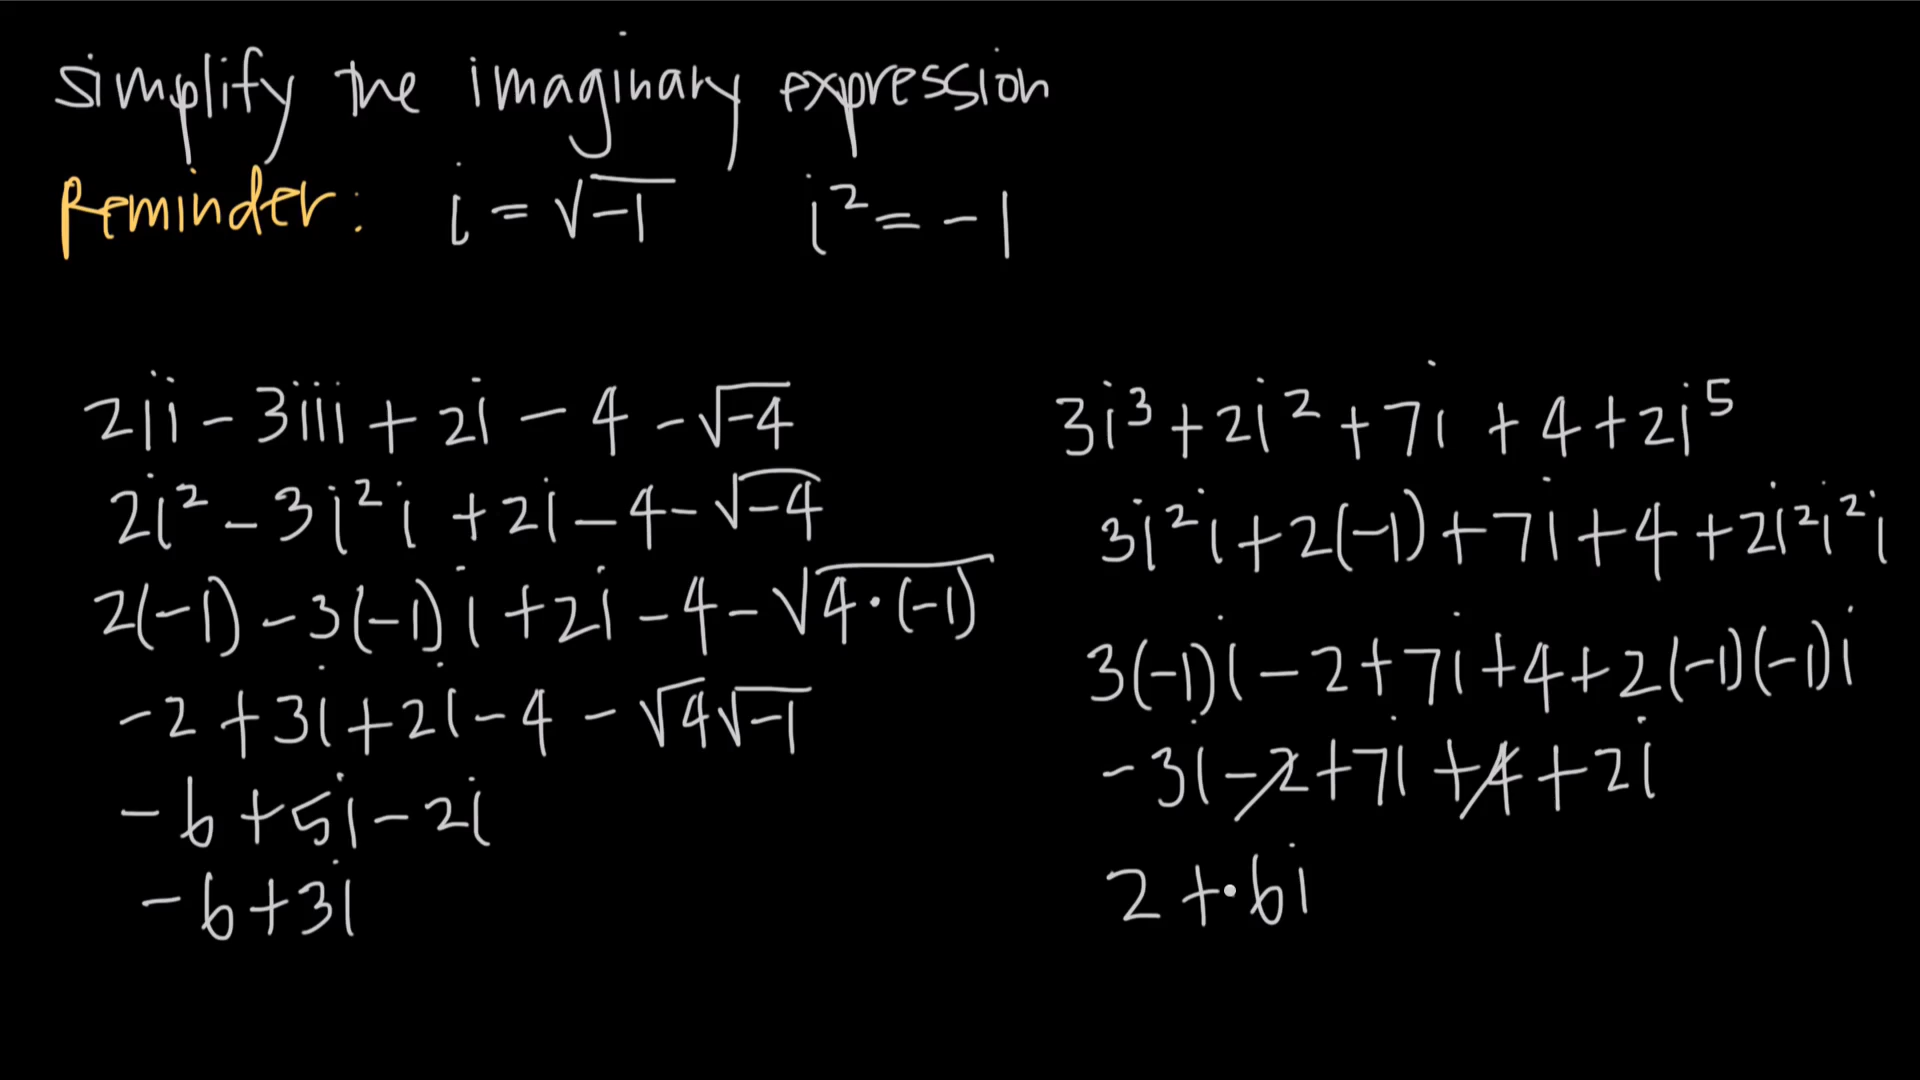 simplify the imaginary expression
Reminder: i = √-1 i² = -1
2ii - 3iii + 2i - 4 - √-4
2i² - 3i²i + 2i - 4 - √-4
2(-1) - 3(-1)i + 2i - 4 - √4·(-1)
-2 + 3i + 2i - 4 - √4√-1
-6 + 5i - 2i
-6 + 3i
3i³ + 2i² + 7i + 4 + 2i⁵
3i²i + 2(-1) + 7i + 4 + 2i²i²i
3(-1)i - 2 + 7i + 4 + 2(-1)(-1)i
-3i - 2 + 7i + 4 + 2i
2 + 6i